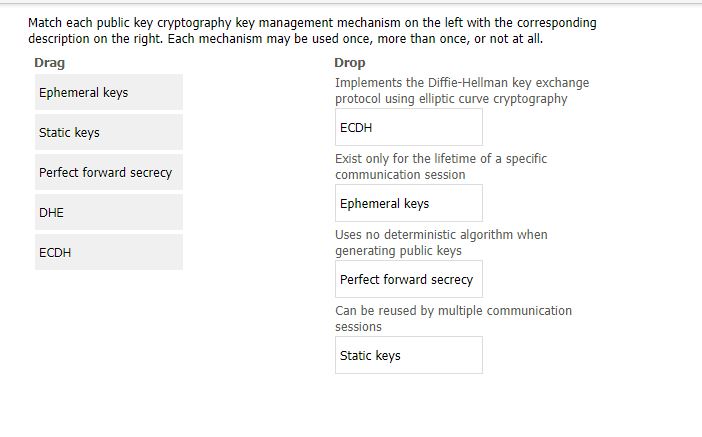 Match each public key cryptography key management mechanism on the left with the corresponding
description on the right. Each mechanism may be used once, more than once, or not at all.
Drag
Ephemeral keys
Static keys
Perfect forward secrecy
DHE
ECDH
Drop
Implements the Diffie-Hellman key exchange
protocol using elliptic curve cryptography
ECDH
Exist only for the lifetime of a specific
communication session
Ephemeral keys
Uses no deterministic algorithm when
generating public keys
Perfect forward secrecy
Can be reused by multiple communication
sessions
Static keys